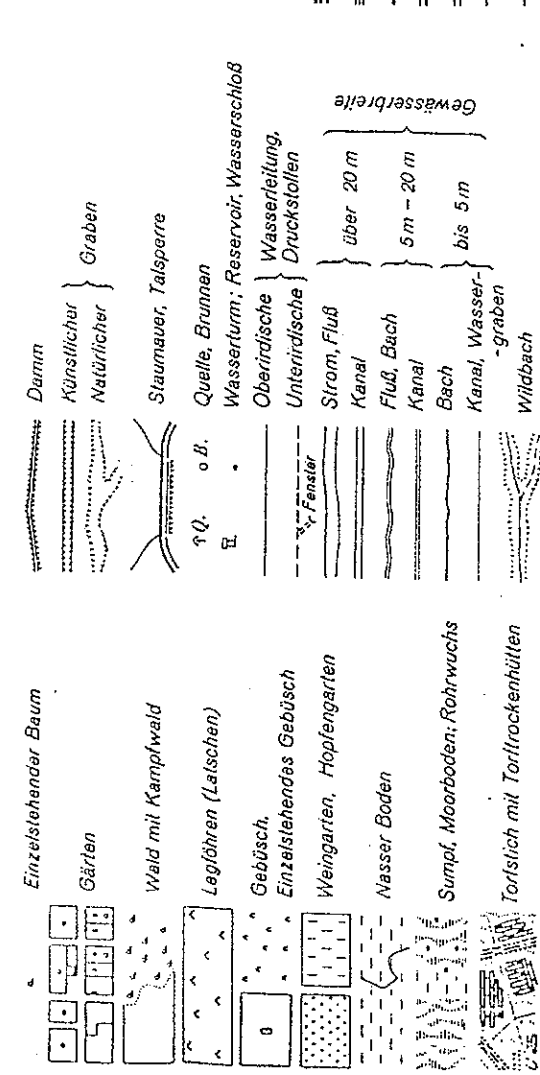 Einzelstehender Baum
Gärten
Wald mit Kampfwald
Legföhren (Latschen)
Gebüsch,
Einzelstehendes Gebüsch
Weingarten, Hopfengarten
Nasser Boden
Sumpf, Moorboden; Rohrwuchs
Torfstich mit Torftrockenhütten
Damm
Künstlicher
Natürlicher
Graben
Staumauer, Talsperre
Q. B. Quelle, Brunnen
Wasserturm; Reservoir, Wasserschloß
Oberirdische
Unterirdische
Wasserleitung,
Druckstollen
Fenster
Strom, Fluß
Kanal
über 20 m
Fluß, Bach
Kanal
5 m – 20 m
Bach
Kanal, Wasser-
-graben
bis 5 m
Gewässerbreite
Wildbach